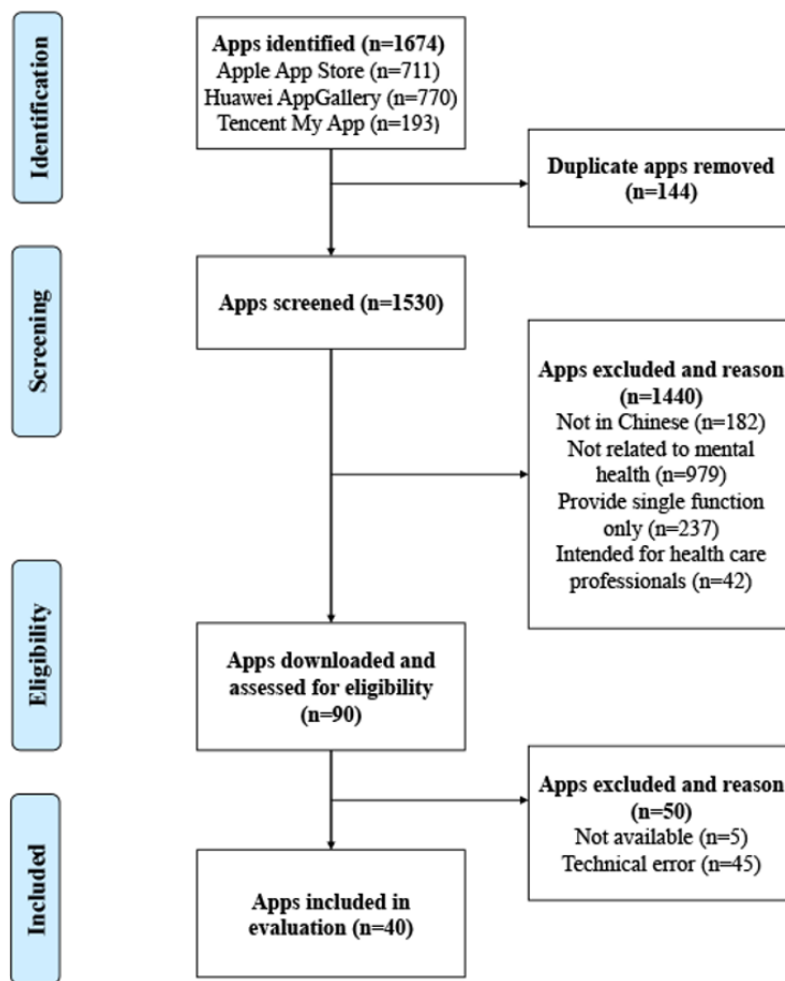 Identification
Apps identified (n=1674)
Apple App Store (n=711)
Huawei AppGallery (n=770)
Tencent My App (n=193)
Duplicate apps removed
(n=144)
Screening
Apps screened (n=1530)
Apps excluded and reason
(n=1440)
Not in Chinese (n=182)
Not related to mental
health (n=979)
Provide single function
only (n=237)
Intended for health care
professionals (n=42)
Eligibility
Apps downloaded and
assessed for eligibility
(n=90)
Apps excluded and reason
(n=50)
Not available (n=5)
Technical error (n=45)
Included
Apps included in
evaluation (n=40)